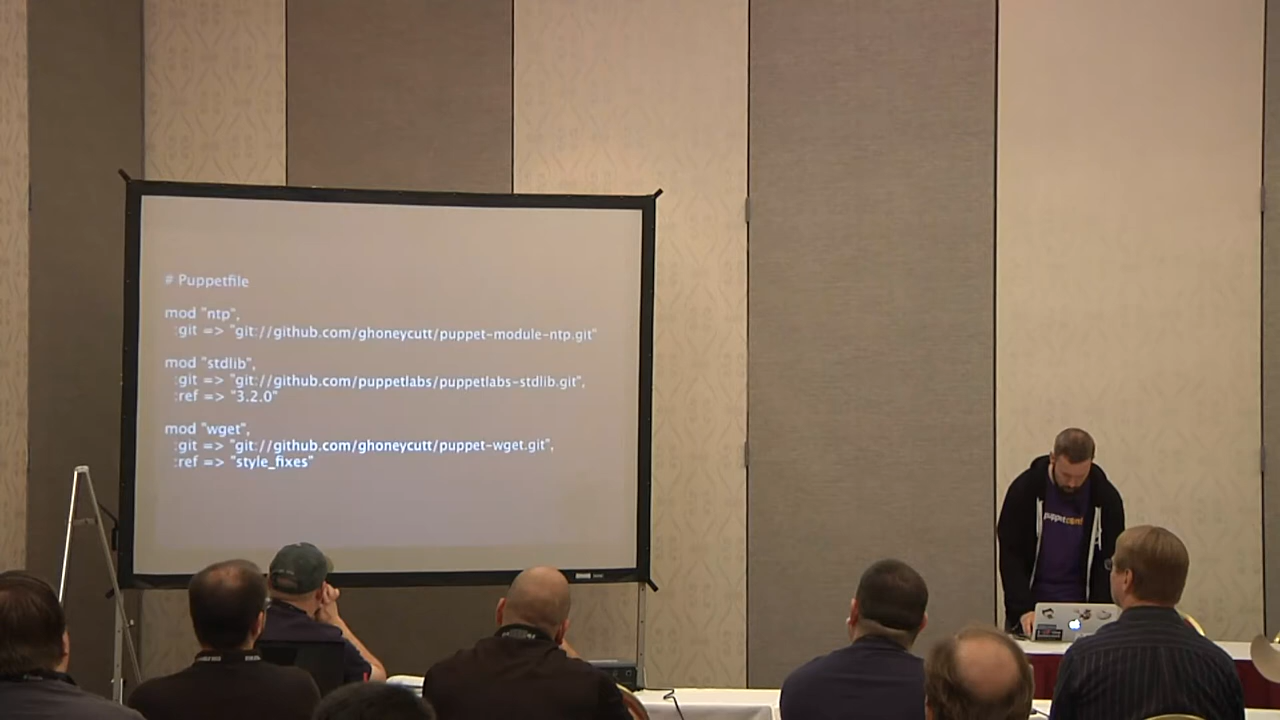 # Puppetfile
mod "ntp",
:git => "git://github.com/ghoneycutt/puppet-module-ntp.git"
mod "stdlib",
:git => "git://github.com/puppetlabs/puppetlabs-stdlib.git",
:ref => "3.2.0"
mod "wget",
:git => "git://github.com/ghoneycutt/puppet-wget.git",
:ref => "style_fixes"
puppetconf